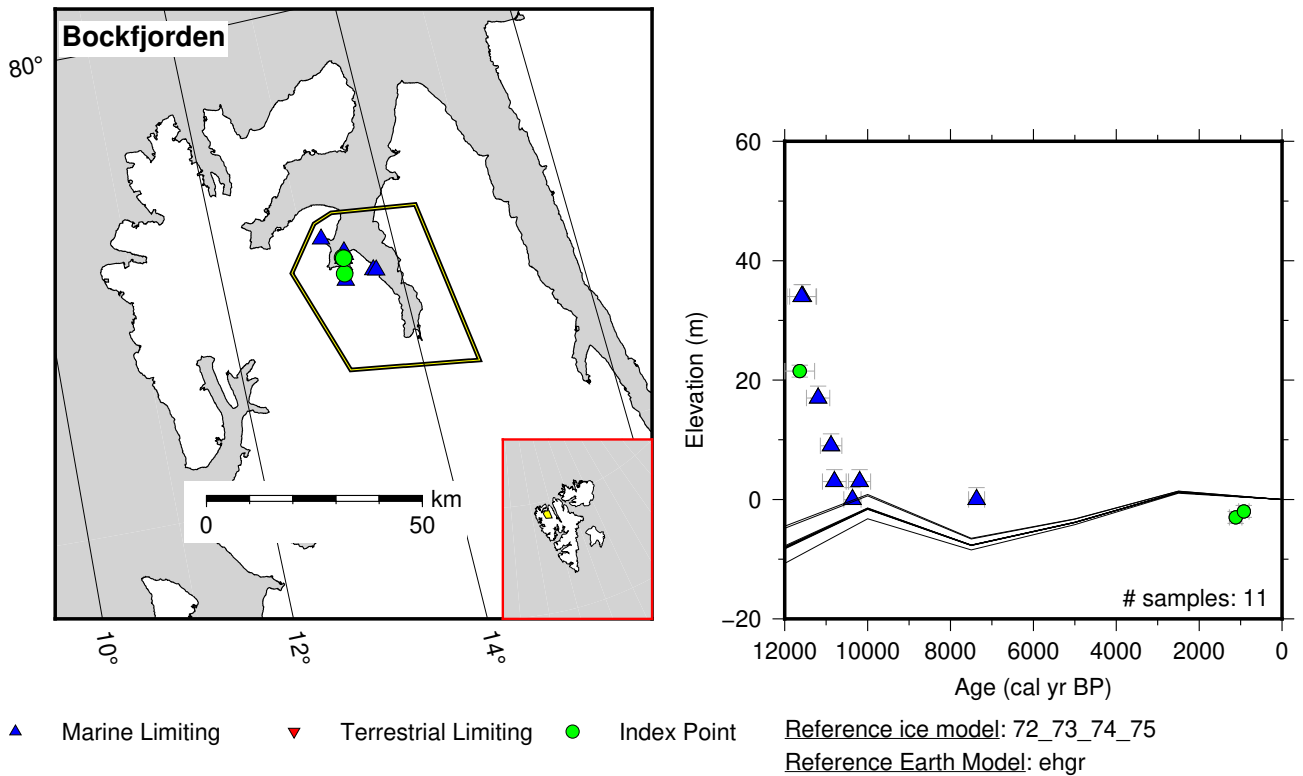 Bockfjorden
80°
km
0 50
10° 12° 14°
60
40
20
0
−20
Elevation (m)
# samples: 11
12000 10000 8000 6000 4000 2000 0
Age (cal yr BP)
Marine Limiting Terrestrial Limiting Index Point
Reference ice model: 72_73_74_75
Reference Earth Model: ehgr